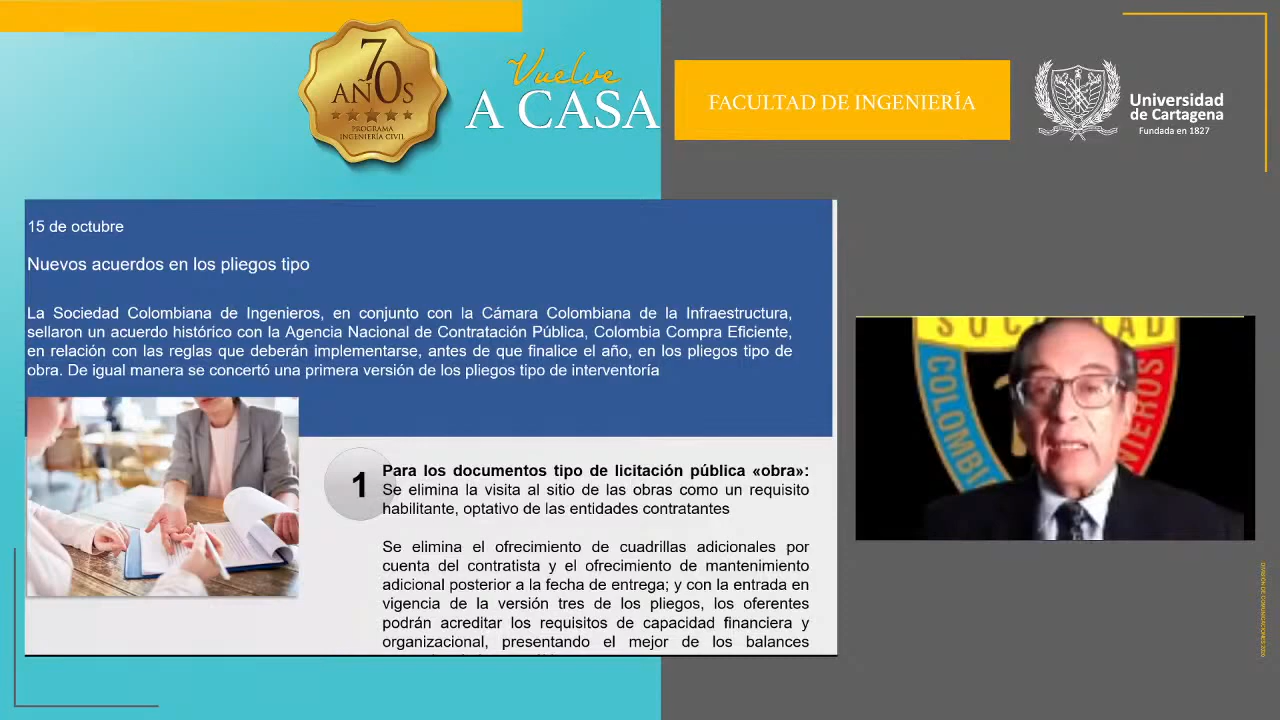 70
AÑOS
PROGRAMA
INGENIERÍA CIVIL
Vuelve
A CASA
FACULTAD DE INGENIERÍA
Universidad
de Cartagena
Fundada en 1827
15 de octubre
Nuevos acuerdos en los pliegos tipo
La Sociedad Colombiana de Ingenieros, en conjunto con la Cámara Colombiana de la Infraestructura,
sellaron un acuerdo histórico con la Agencia Nacional de Contratación Pública, Colombia Compra Eficiente,
en relación con las reglas que deberán implementarse, antes de que finalice el año, en los pliegos tipo de
obra. De igual manera se concertó una primera versión de los pliegos tipo de interventoría
1
Para los documentos tipo de licitación pública «obra»:
Se elimina la visita al sitio de las obras como un requisito
habilitante, optativo de las entidades contratantes
Se elimina el ofrecimiento de cuadrillas adicionales por
cuenta del contratista y el ofrecimiento de mantenimiento
adicional posterior a la fecha de entrega; y con la entrada en
vigencia de la versión tres de los pliegos, los oferentes
podrán acreditar los requisitos de capacidad financiera y
organizacional, presentando el mejor de los balances
SOCIEDAD
COLOMBI
NIEROS
DIVISIÓN DE COMUNICACIONES 2020